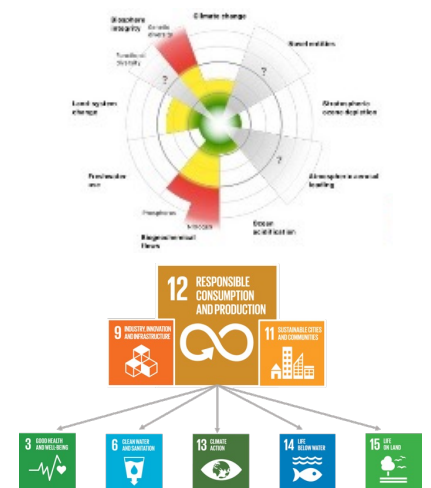 Climate change
Biosphere
integrity
Genetic
diversity
Novel entities
Functional
diversity
?
?
Land system
change
Stratospheric
ozone depletion
?
Freshwater
use
Atmospheric aerosol
loading
Phosphorus
Nitrogen
Biogeochemical
flows
Ocean
acidification
12 RESPONSIBLE
CONSUMPTION
AND PRODUCTION
9 INDUSTRY, INNOVATION
AND INFRASTRUCTURE
11 SUSTAINABLE CITIES
AND COMMUNITIES
3 GOOD HEALTH
AND WELL-BEING
6 CLEAN WATER
AND SANITATION
13 CLIMATE
ACTION
14 LIFE
BELOW WATER
15 LIFE
ON LAND